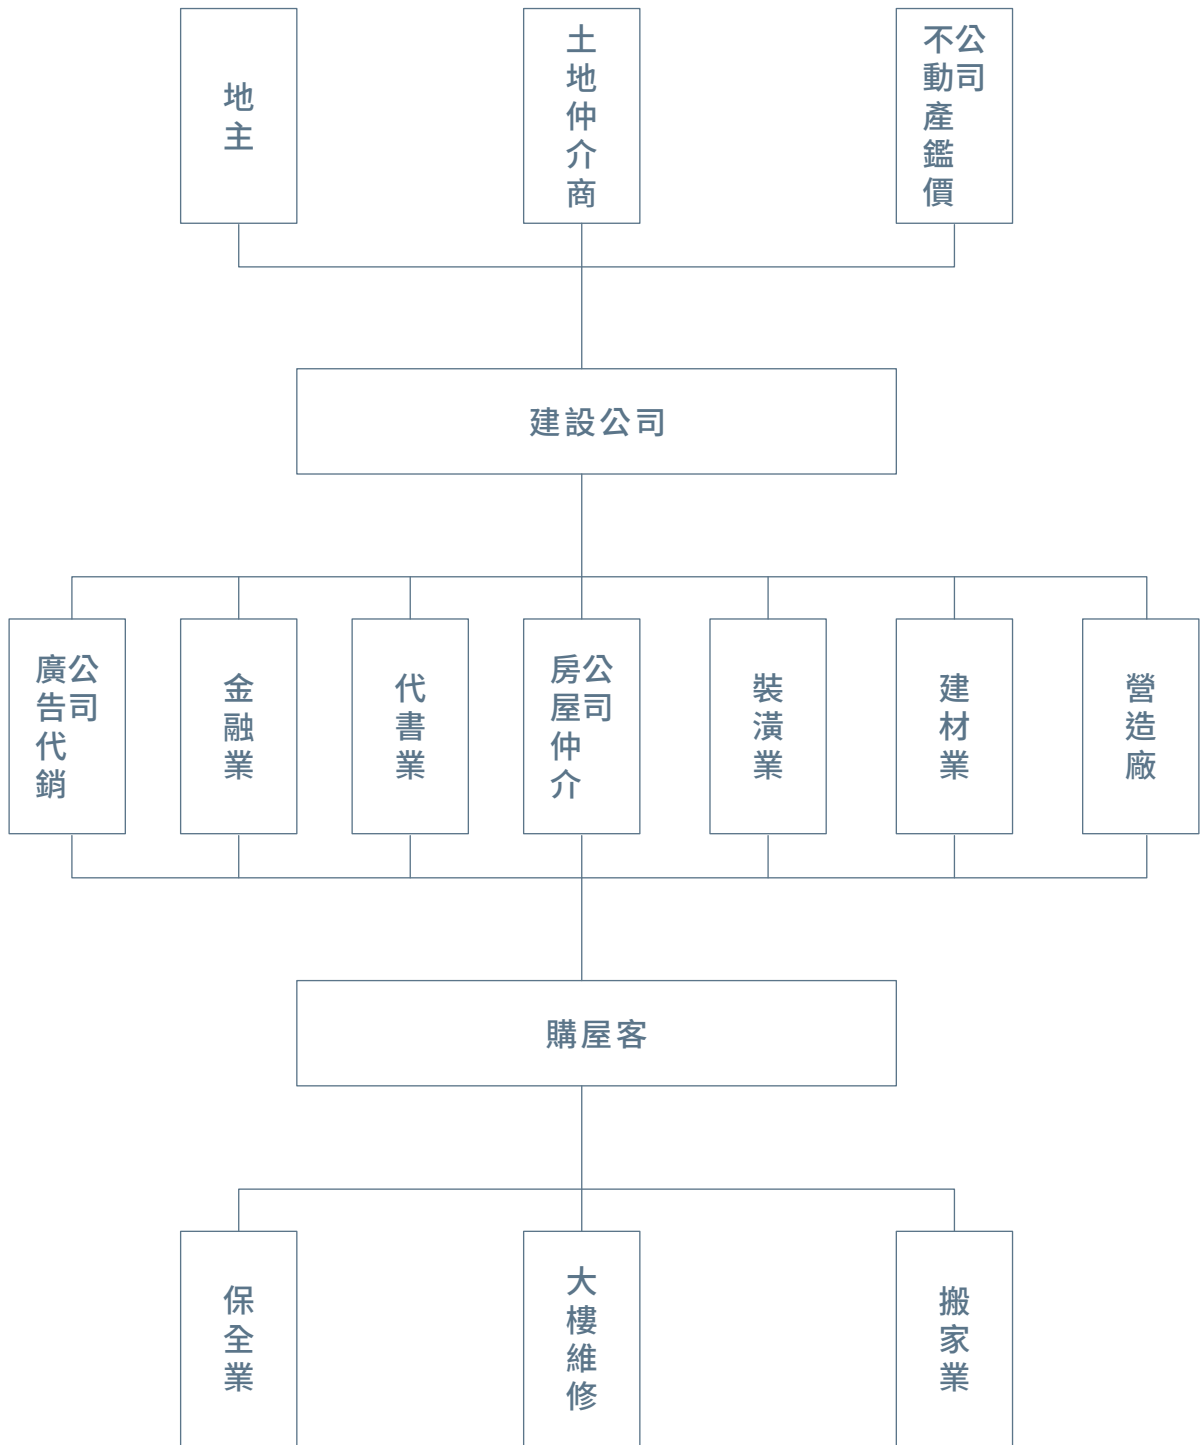 地主
土地仲介商
不動產鑑價
公司
建設公司
廣告代銷
公司
金融業
代書業
房屋仲介
公司
裝潢業
建材業
營造廠
購屋客
保全業
大樓維修
搬家業